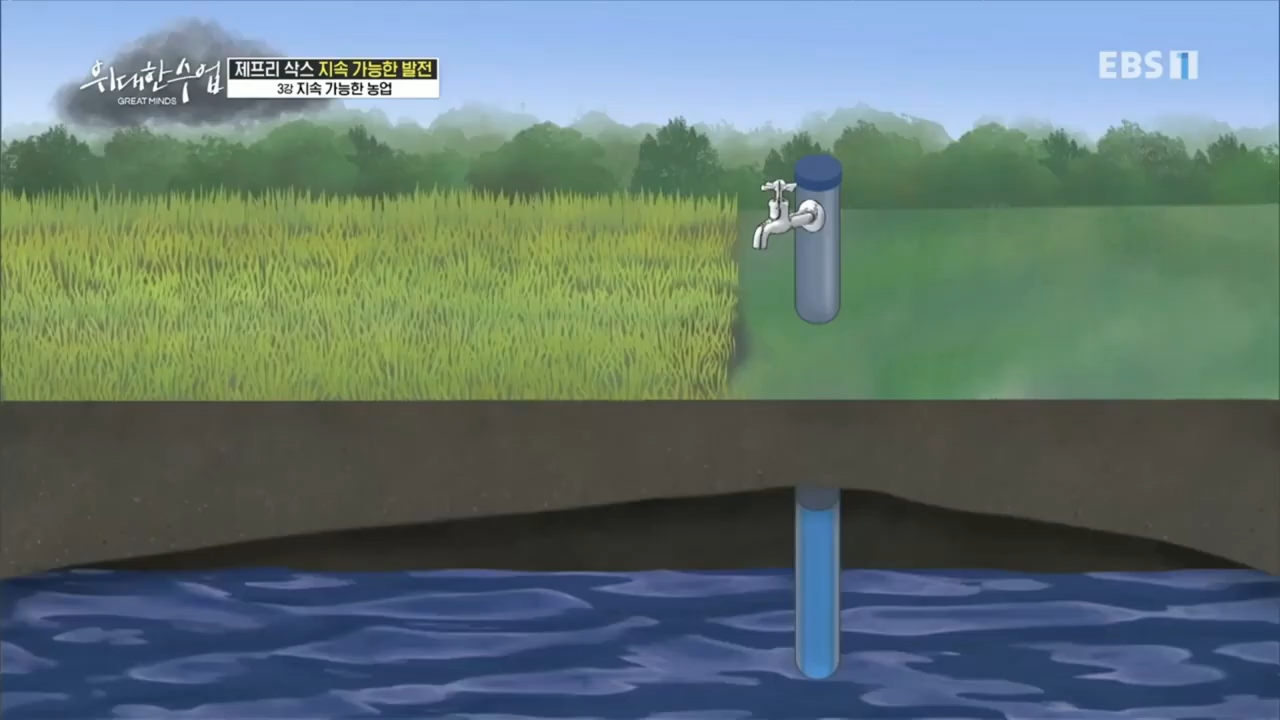 위대한 수업
GREAT MINDS
제프리 삭스 지속 가능한 발전
3강 지속 가능한 농업
EBS 1